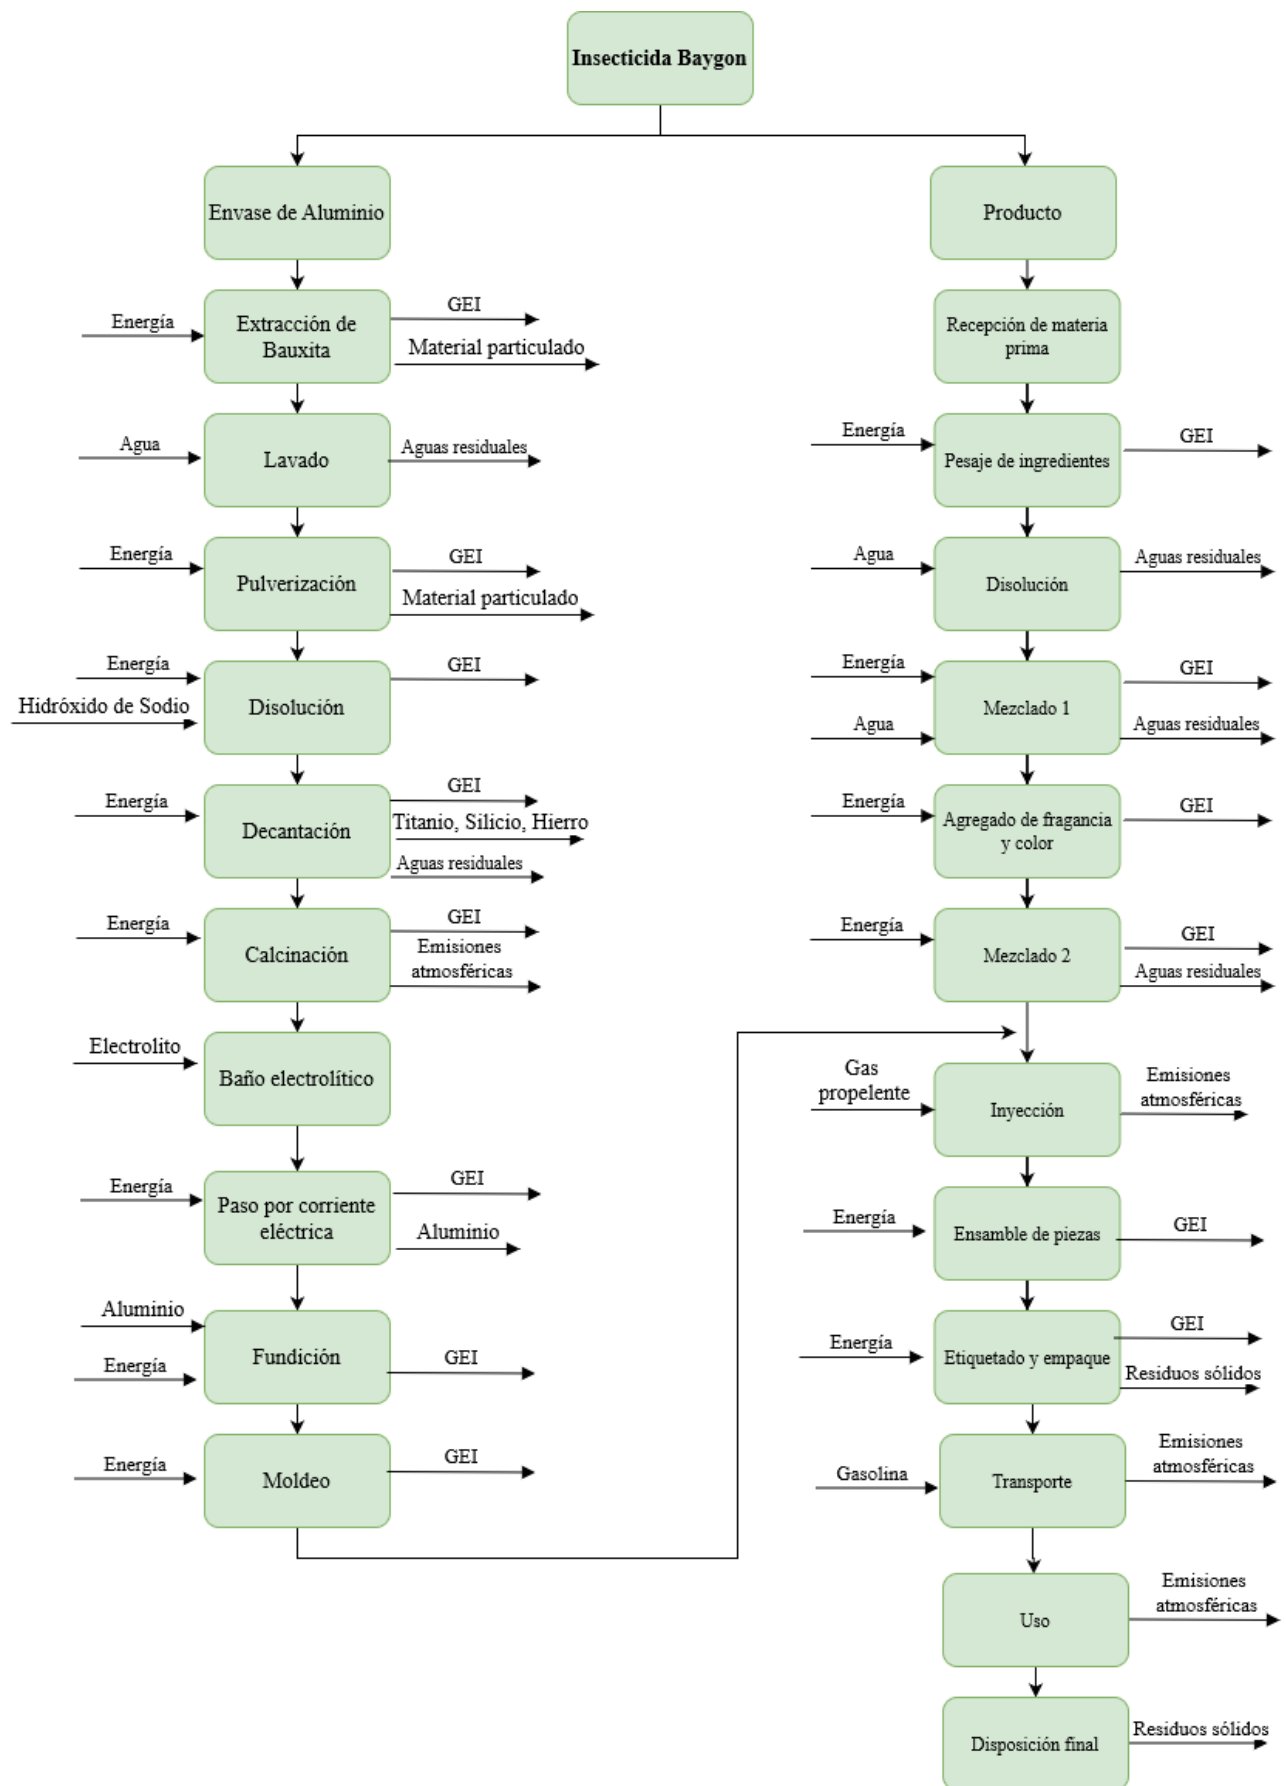 Insecticida Baygon
Envase de Aluminio
Producto
Energía
Extracción de
Bauxita
GEI
Material particulado
Recepción de materia
prima
Agua
Lavado
Aguas residuales
Energía
Pesaje de ingredientes
GEI
Energía
Pulverización
GEI
Material particulado
Agua
Disolución
Aguas residuales
Energía
Hidróxido de Sodio
Disolución
GEI
Energía
Agua
Mezclado 1
GEI
Aguas residuales
Energía
Decantación
GEI
Titanio, Silicio, Hierro
Aguas residuales
Energía
Agregado de fragancia
y color
GEI
Energía
Calcinación
GEI
Emisiones
atmosféricas
Energía
Mezclado 2
GEI
Aguas residuales
Electrolito
Baño electrolítico
Gas
propelente
Inyección
Emisiones
atmosféricas
Energía
Paso por corriente
eléctrica
GEI
Aluminio
Energía
Ensamble de piezas
GEI
Aluminio
Energía
Fundición
GEI
Energía
Etiquetado y empaque
GEI
Residuos sólidos
Energía
Moldeo
GEI
Gasolina
Transporte
Emisiones
atmosféricas
Uso
Emisiones
atmosféricas
Disposición final
Residuos sólidos